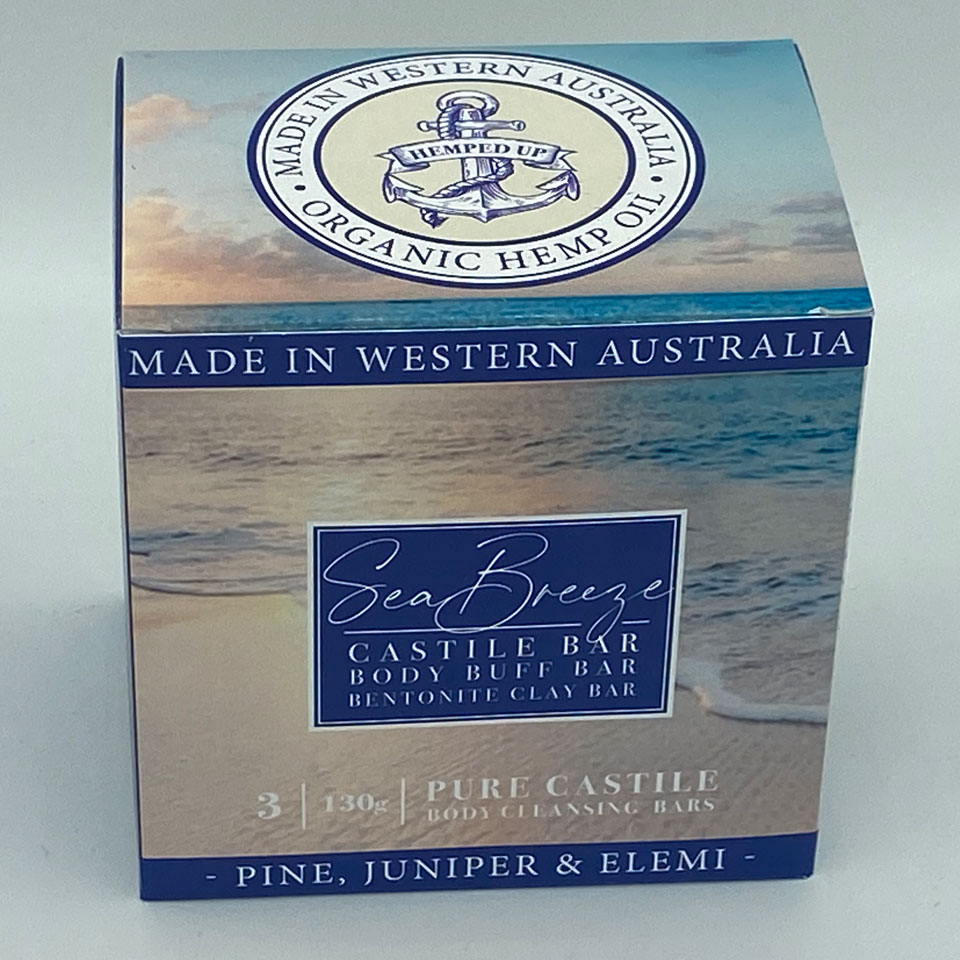 • MADE IN WESTERN AUSTRALIA •
HEMPED UP
ORGANIC HEMP OIL
MADE IN WESTERN AUSTRALIA
Sea Breeze
CASTILE BAR
BODY BUFF BAR
BENTONITE CLAY BAR
3 | 130g | PURE CASTILE
BODY CLEANSING BARS
- PINE, JUNIPER & ELEMI -